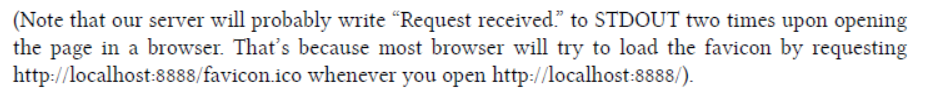 (Note that our server will probably write “Request received.” to STDOUT two times upon opening
the page in a browser. That’s because most browser will try to load the favicon by requesting
http://localhost:8888/favicon.ico whenever you open http://localhost:8888/).